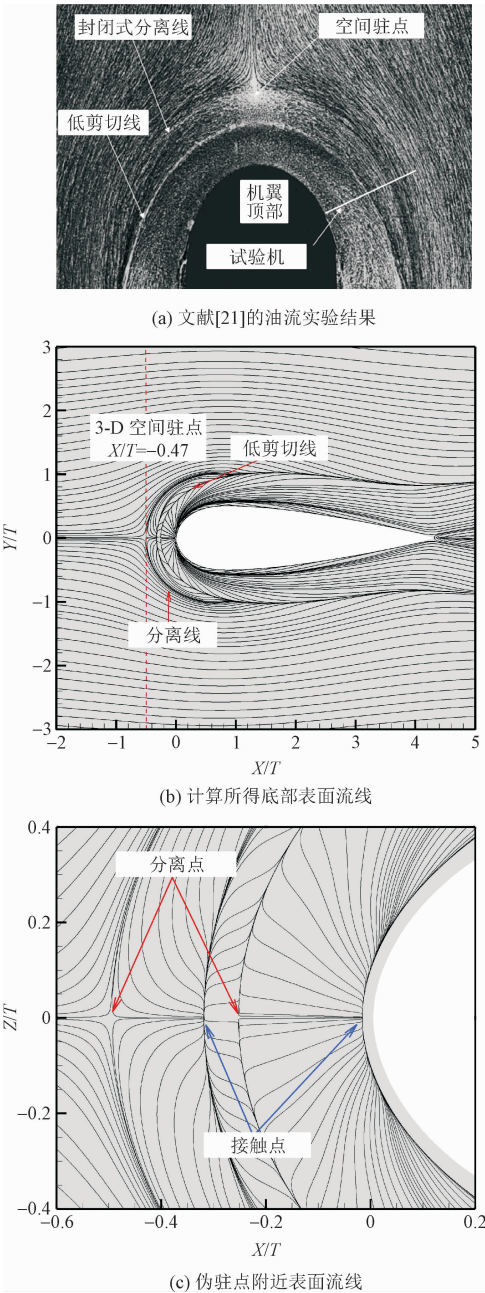 封闭式分离线
空间驻点
低剪切线
机翼
顶部
试验机
(a) 文献[21]的油流实验结果
3
2
1
0
−1
−2
−3
Y/T
3-D 空间驻点
X/T=−0.47
低剪切线
分离线
−2 −1 0 1 2 3 4 5
X/T
(b) 计算所得底部表面流线
0.4
0.2
0
−0.2
−0.4
Z/T
分离点
接触点
−0.6 −0.4 −0.2 0 0.2
X/T
(c) 伪驻点附近表面流线